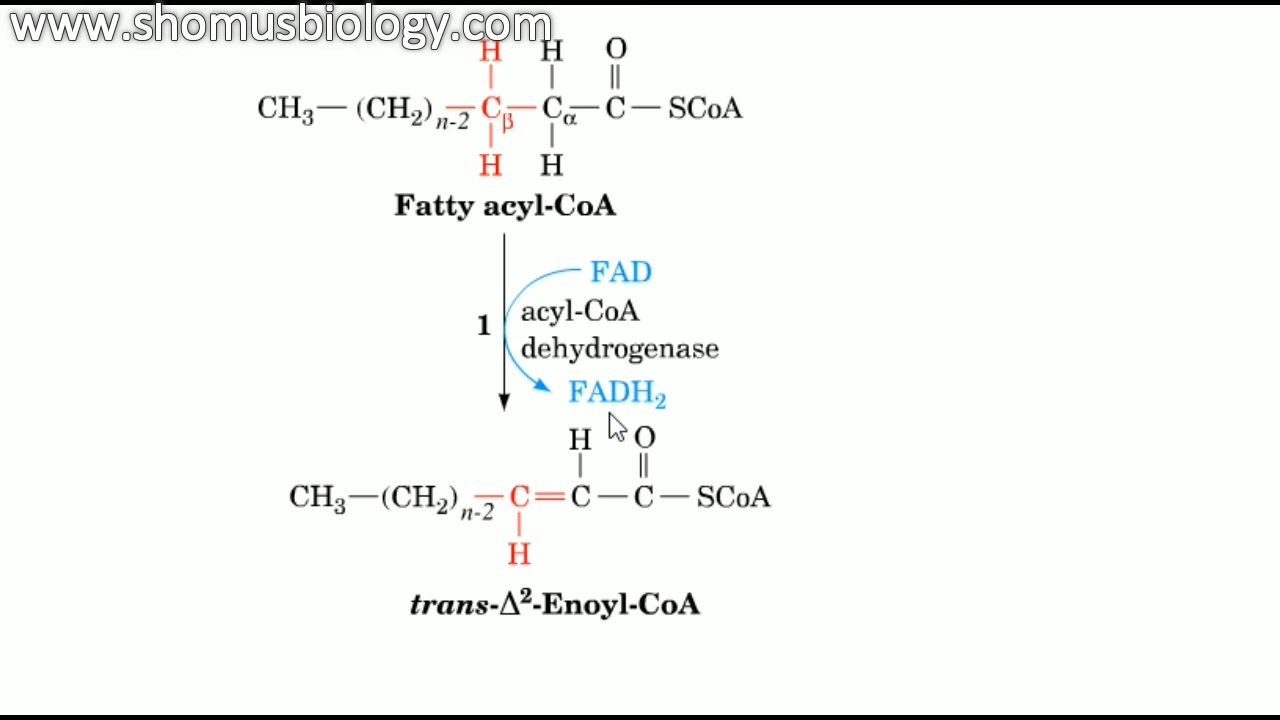 www.shomusbiology.com
H H O
CH₃— (CH₂)n-2 —Cβ—Cα—C—SCoA
H H
Fatty acyl-CoA
FAD
1 acyl-CoA
dehydrogenase
FADH₂
H O
CH₃—(CH₂)n-2 —C=C—C—SCoA
H
trans-Δ²-Enoyl-CoA